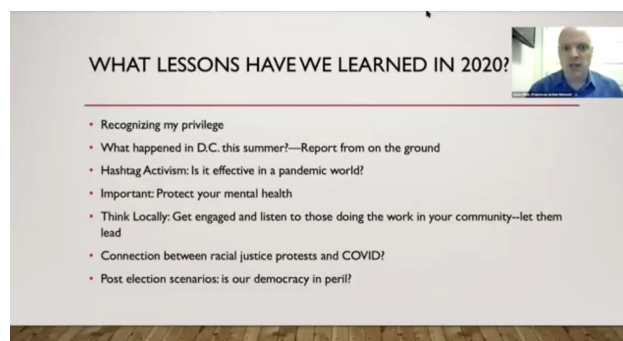 WHAT LESSONS HAVE WE LEARNED IN 2020?
• Recognizing my privilege
• What happened in D.C. this summer?—Report from on the ground
• Hashtag Activism: Is it effective in a pandemic world?
• Important: Protect your mental health
• Think Locally: Get engaged and listen to those doing the work in your community--let them
lead
• Connection between racial justice protests and COVID?
• Post election scenarios: is our democracy in peril?